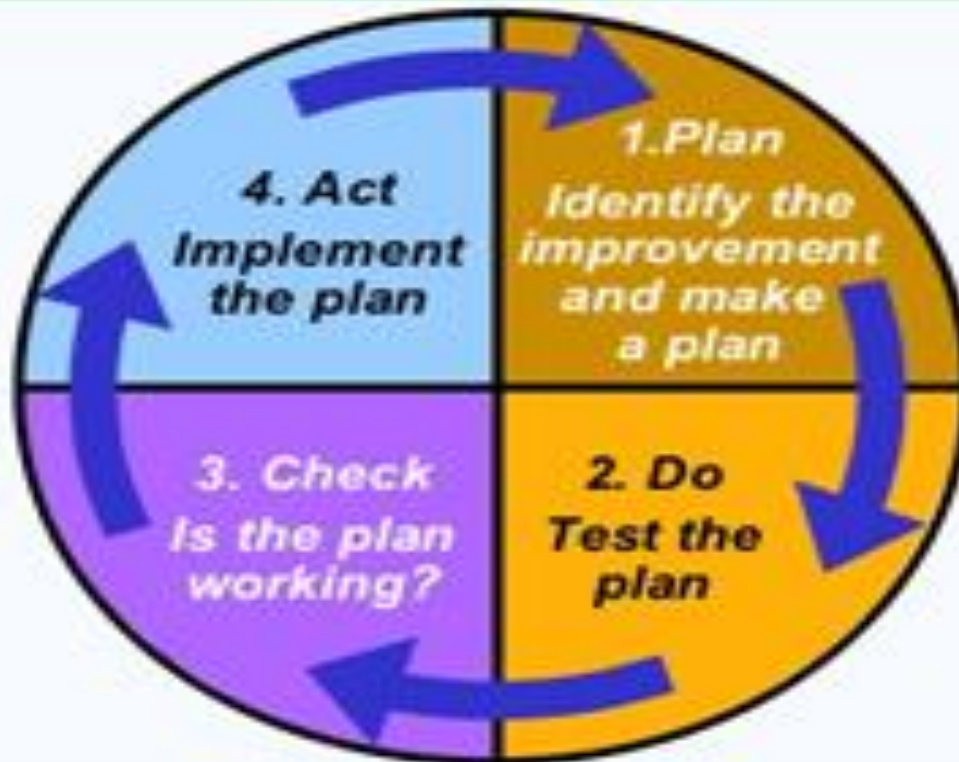 1.Plan
Identify the
improvement
and make
a plan
2. Do
Test the
plan
3. Check
Is the plan
working?
4. Act
Implement
the plan